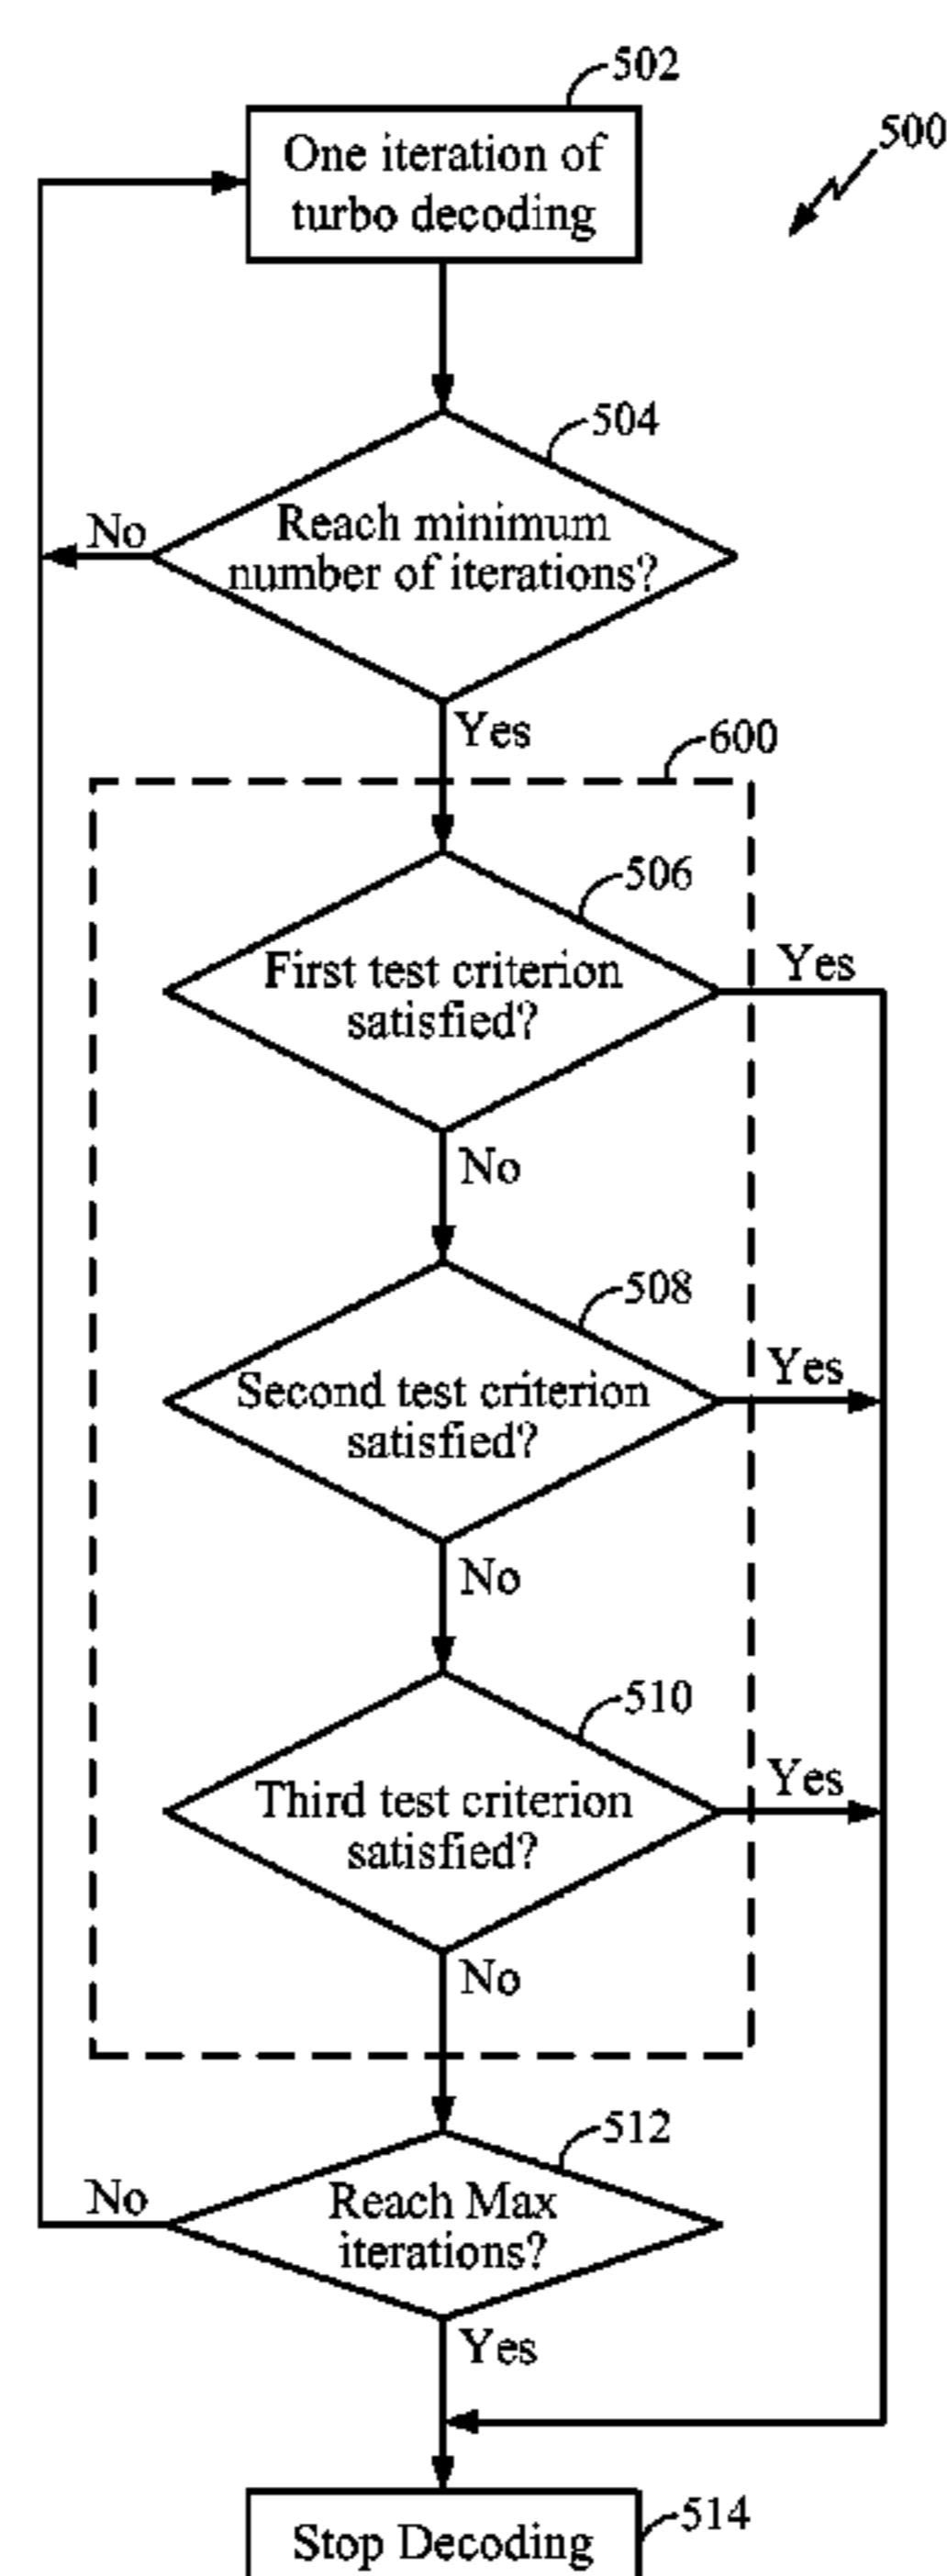 502
500
One iteration of
turbo decoding
504
Reach minimum
number of iterations?
No
Yes
600
506
First test criterion
satisfied?
Yes
No
508
Second test criterion
satisfied?
Yes
No
510
Third test criterion
satisfied?
Yes
No
512
Reach Max
iterations?
No
Yes
514
Stop Decoding